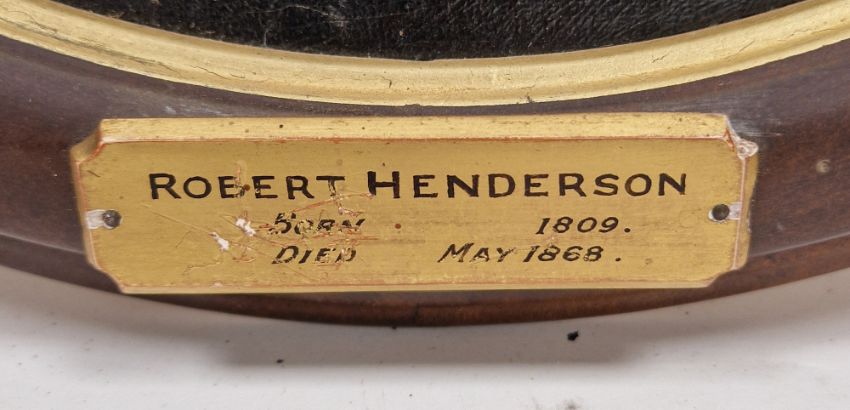 ROBERT HENDERSON
BORN 1809.
DIED MAY 1868.